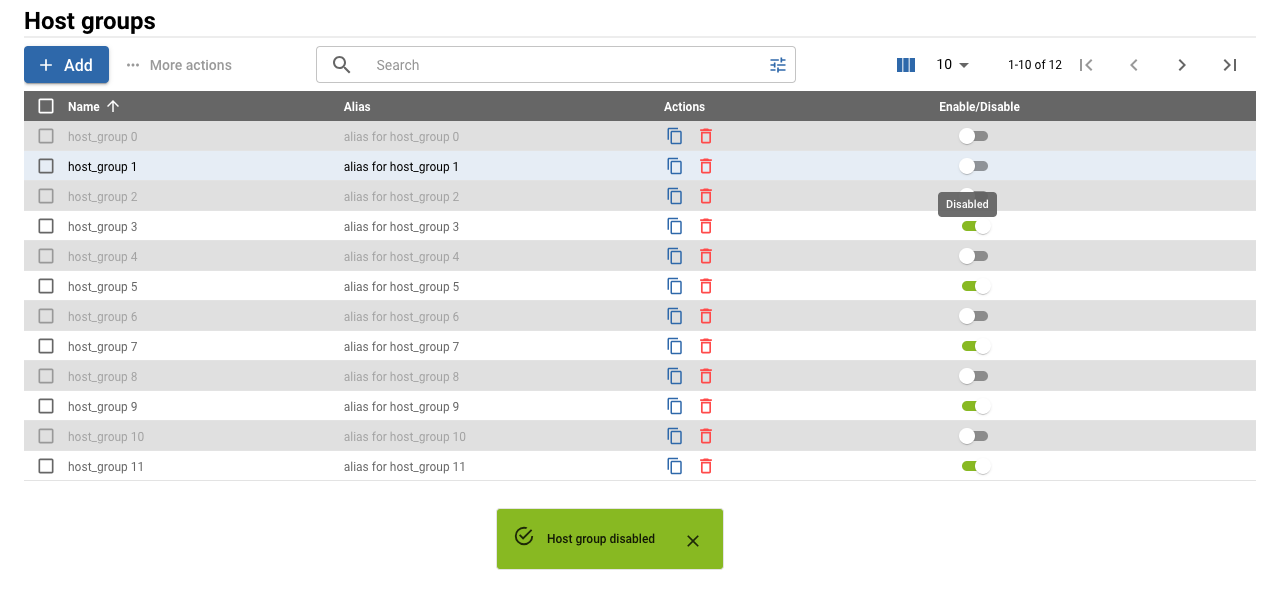 Host groups
Add
More actions
Search
10
1-10 of 12
Name Alias Actions Enable/Disable
host_group 0 alias for host_group 0
host_group 1 alias for host_group 1
host_group 2 alias for host_group 2
Disabled
host_group 3 alias for host_group 3
host_group 4 alias for host_group 4
host_group 5 alias for host_group 5
host_group 6 alias for host_group 6
host_group 7 alias for host_group 7
host_group 8 alias for host_group 8
host_group 9 alias for host_group 9
host_group 10 alias for host_group 10
host_group 11 alias for host_group 11
Host group disabled